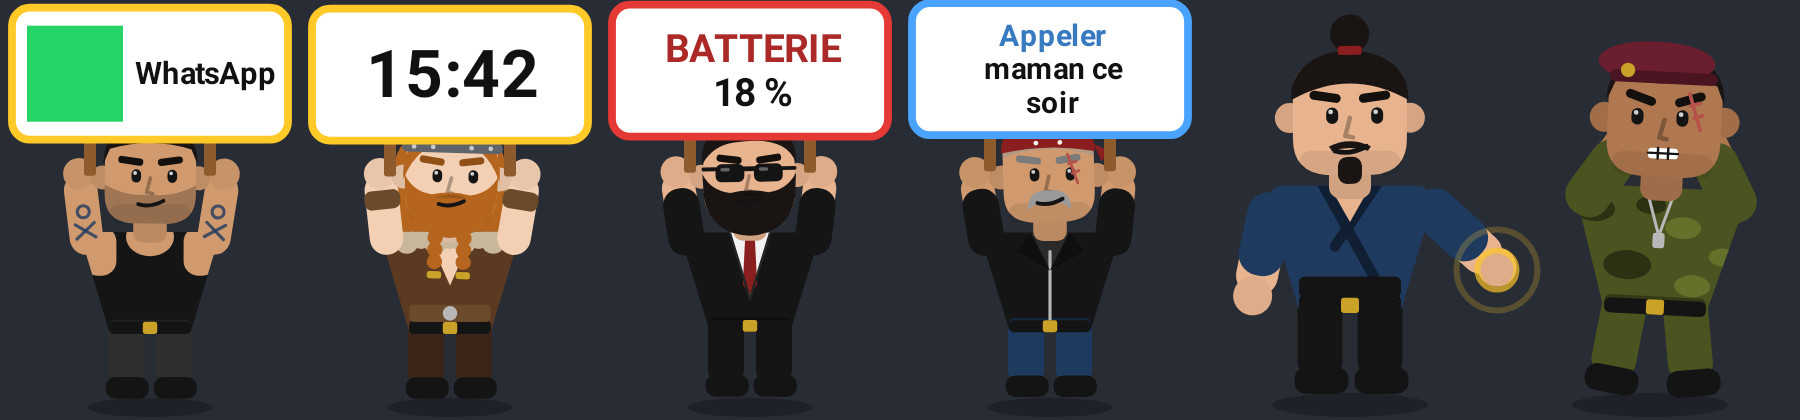 WhatsApp
15:42
BATTERIE
18 %
Appeler
maman ce
soir